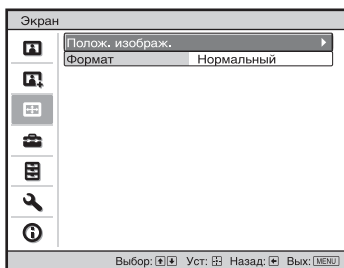 Экран
Полож. изображ.
Формат Нормальный
Выбор: Уст: Назад: Вых: MENU